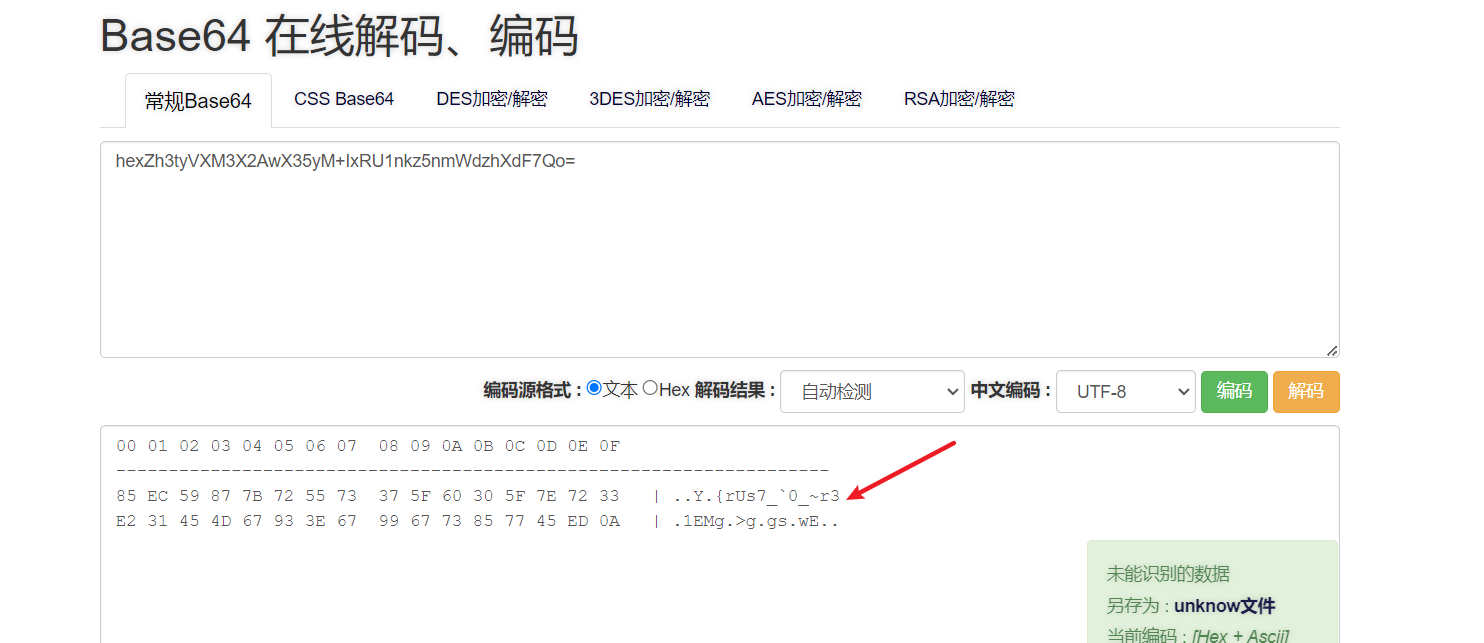 Base64 在线解码、编码
常规Base64 CSS Base64 DES加密/解密 3DES加密/解密 AES加密/解密 RSA加密/解密
hexZh3tyVXM3X2AwX35yM+IxRU1nkz5nmWdzhXdF7Qo=
编码源格式 : 文本 Hex 解码结果 : 自动检测 中文编码 : UTF-8 编码 解码
00 01 02 03 04 05 06 07 08 09 0A 0B 0C 0D 0E 0F
--------------------------------------------------------------------
85 EC 59 87 7B 72 55 73 37 5F 60 30 5F 7E 72 33 | ..Y.{rUs7_`0_~r3
E2 31 45 4D 67 93 3E 67 99 67 73 85 77 45 ED 0A | .1EMg.>g.gs.wE..
未能识别的数据
另存为 : unknow文件
当前编码 : [Hex + Ascii]